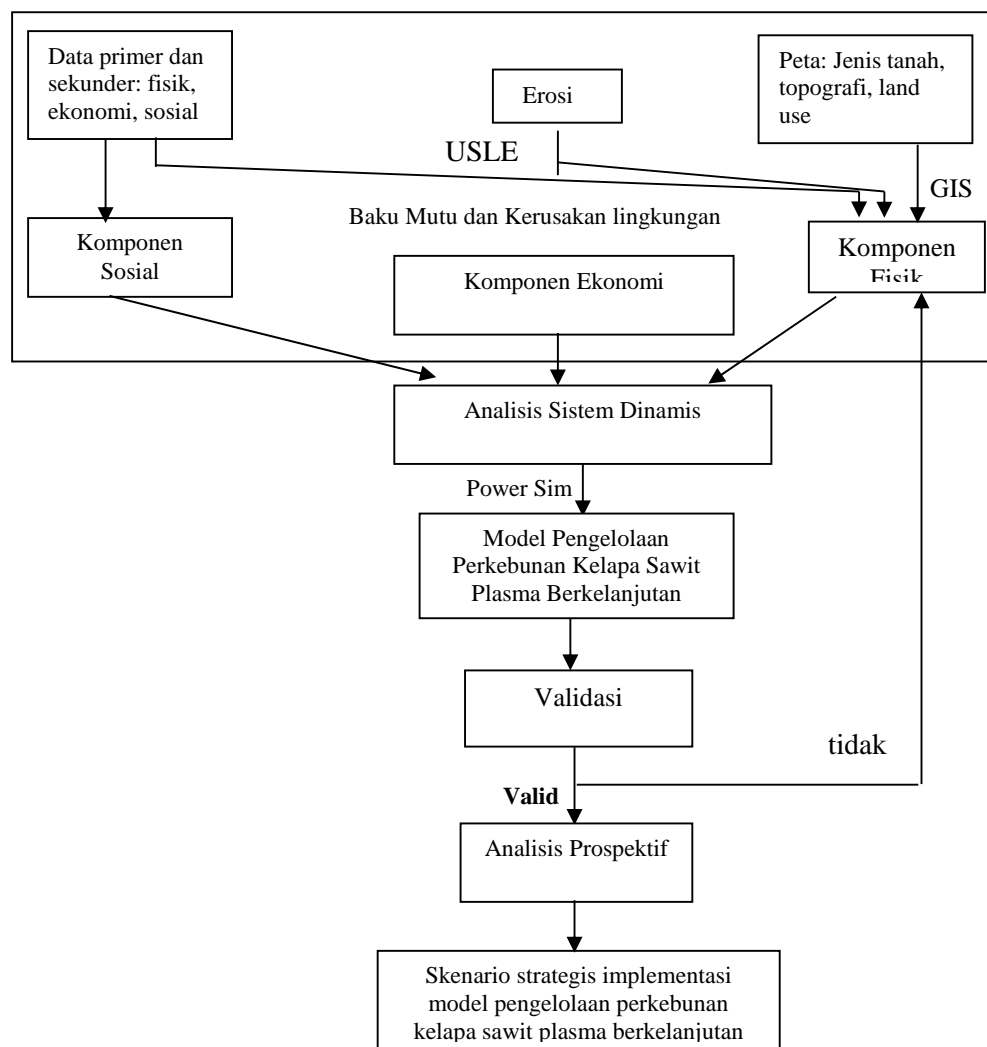 Data primer dan
sekunder: fisik,
ekonomi, sosial
Erosi
Peta: Jenis tanah,
topografi, land
use
USLE
GIS
Baku Mutu dan Kerusakan lingkungan
Komponen
Sosial
Komponen Ekonomi
Komponen
Fisik
Analisis Sistem Dinamis
Power Sim
Model Pengelolaan
Perkebunan Kelapa Sawit
Plasma Berkelanjutan
Validasi
tidak
Valid
Analisis Prospektif
Skenario strategis implementasi
model pengelolaan perkebunan
kelapa sawit plasma berkelanjutan